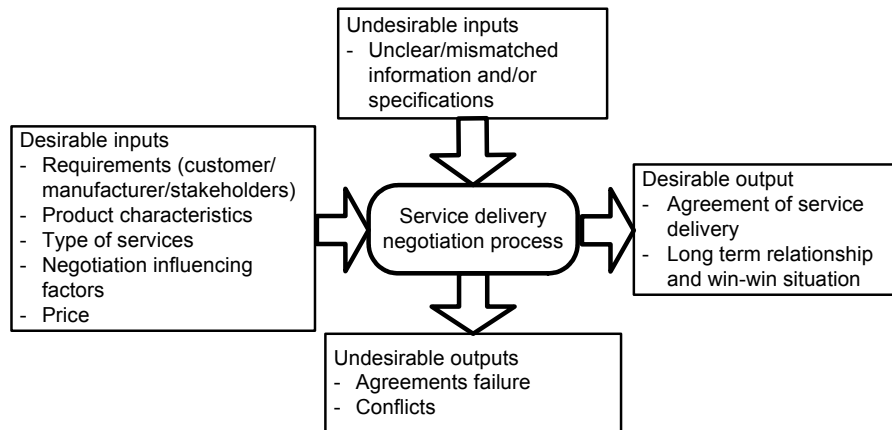 Undesirable inputs
- Unclear/mismatched
information and/or
specifications
Desirable inputs
- Requirements (customer/
manufacturer/stakeholders)
- Product characteristics
- Type of services
- Negotiation influencing
factors
- Price
Service delivery
negotiation process
Desirable output
- Agreement of service
delivery
- Long term relationship
and win-win situation
Undesirable outputs
- Agreements failure
- Conflicts